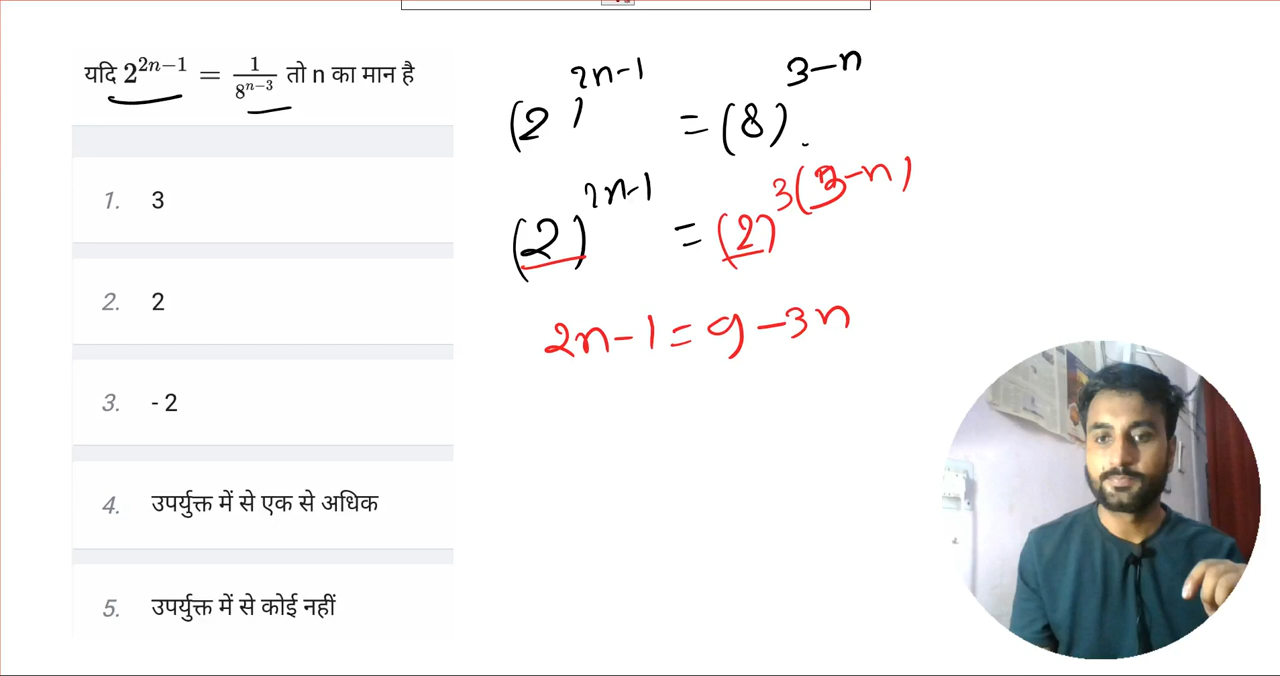 यदि 2^{2n-1} = \frac{1}{8^{n-3}} तो n का मान है
1. 3
2. 2
3. - 2
4. उपर्युक्त में से एक से अधिक
5. उपर्युक्त में से कोई नहीं
(2)^{2n-1} = (8)^{3-n}
(2)^{2n-1} = (2)^{3(3-n)}
2n-1 = 9-3n